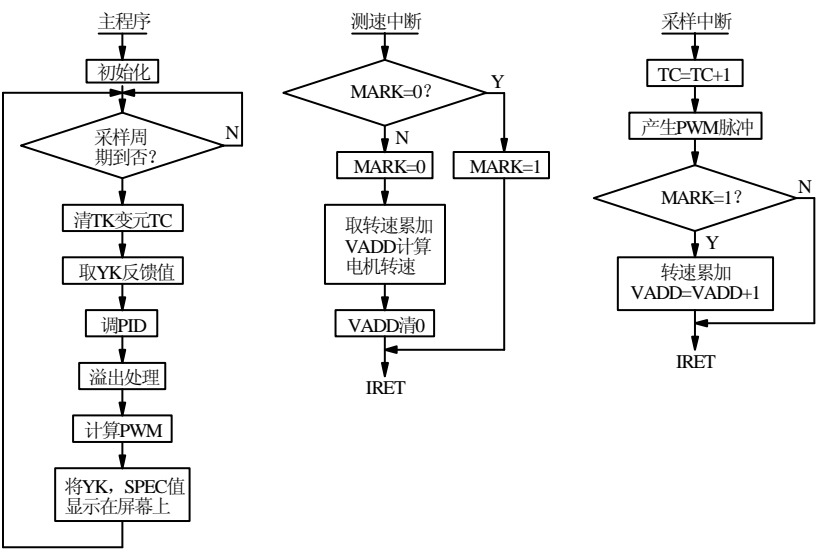 主程序
初始化
采样周
期到否？
N
清TK变元TC
取YK反馈值
调PID
溢出处理
计算PWM
将YK，SPEC值
显示在屏幕上
测速中断
MARK=0？
Y
N
MARK=0
MARK=1
取转速累加
VADD计算
电机转速
VADD清0
IRET
采样中断
TC=TC+1
产生PWM脉冲
MARK=1？
N
Y
转速累加
VADD=VADD+1
IRET